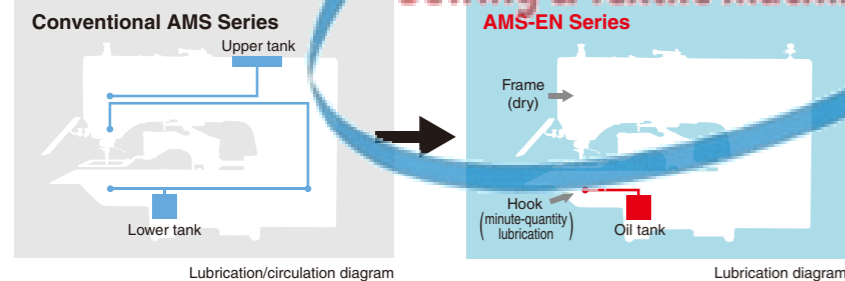 Conventional AMS Series
Upper tank
Lower tank
Lubrication/circulation diagram
AMS-EN Series
Frame
(dry)
Hook
(minute-quantity
lubrication)
Oil tank
Lubrication diagram